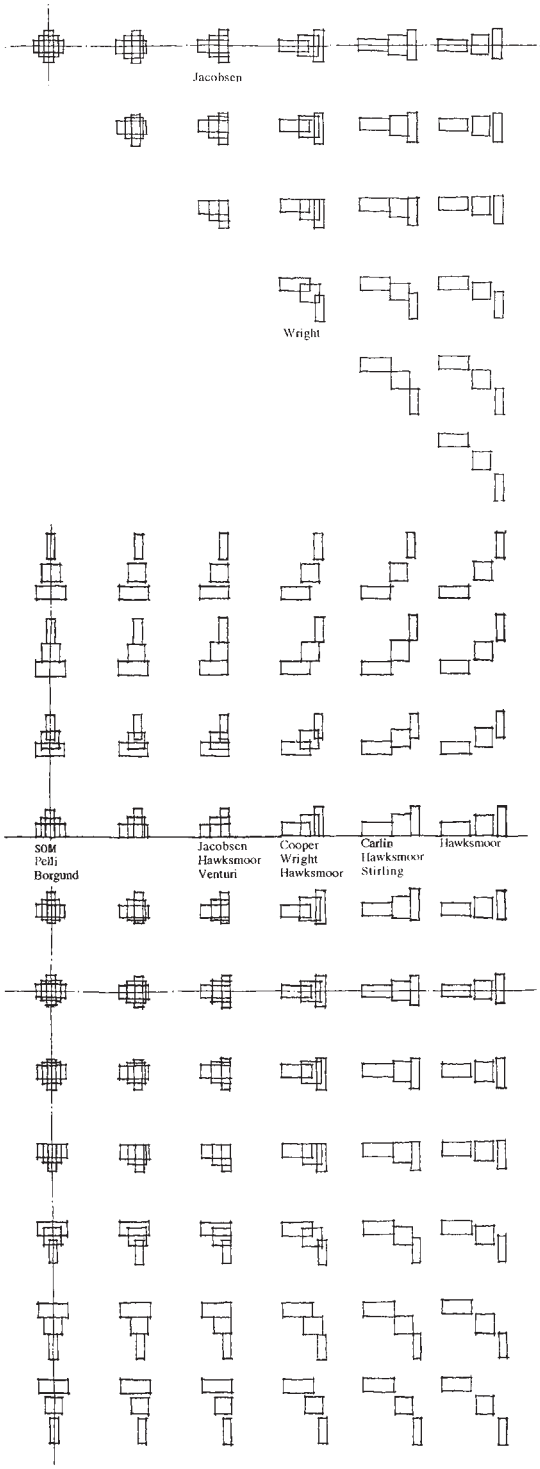 Jacobsen
Wright
SOM
Pelli
Borgund
Jacobsen
Hawksmoor
Venturi
Cooper
Wright
Hawksmoor
Carlin
Hawksmoor
Stirling
Hawksmoor